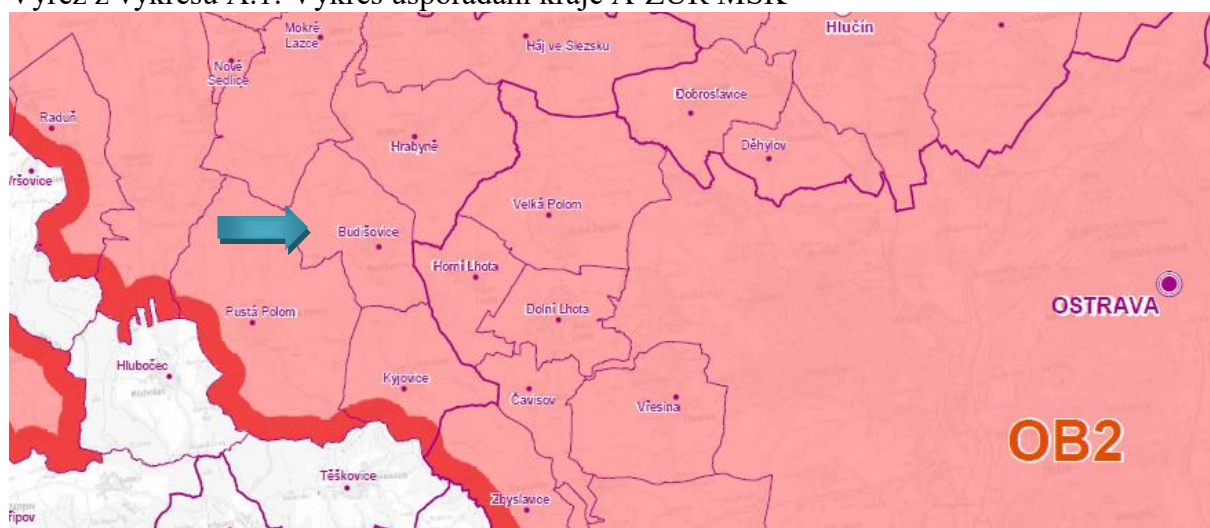 Výřez z výkresu A.1. Výkres uspořádání kraje A-ZÚR MSK
Mokré
Lazce
Háj ve Slezsku
Hlučín
Nové
Sedlice
Dobroslavice
Raduň
Hrabyně
Děhylov
Vršovice
Velká Polom
Budišovice
Horní Lhota
OSTRAVA
Pustá Polom
Dolní Lhota
Hlubočec
Kyjovice
Čavisov
Vřesina
OB2
Těškovice
Zbyslavice